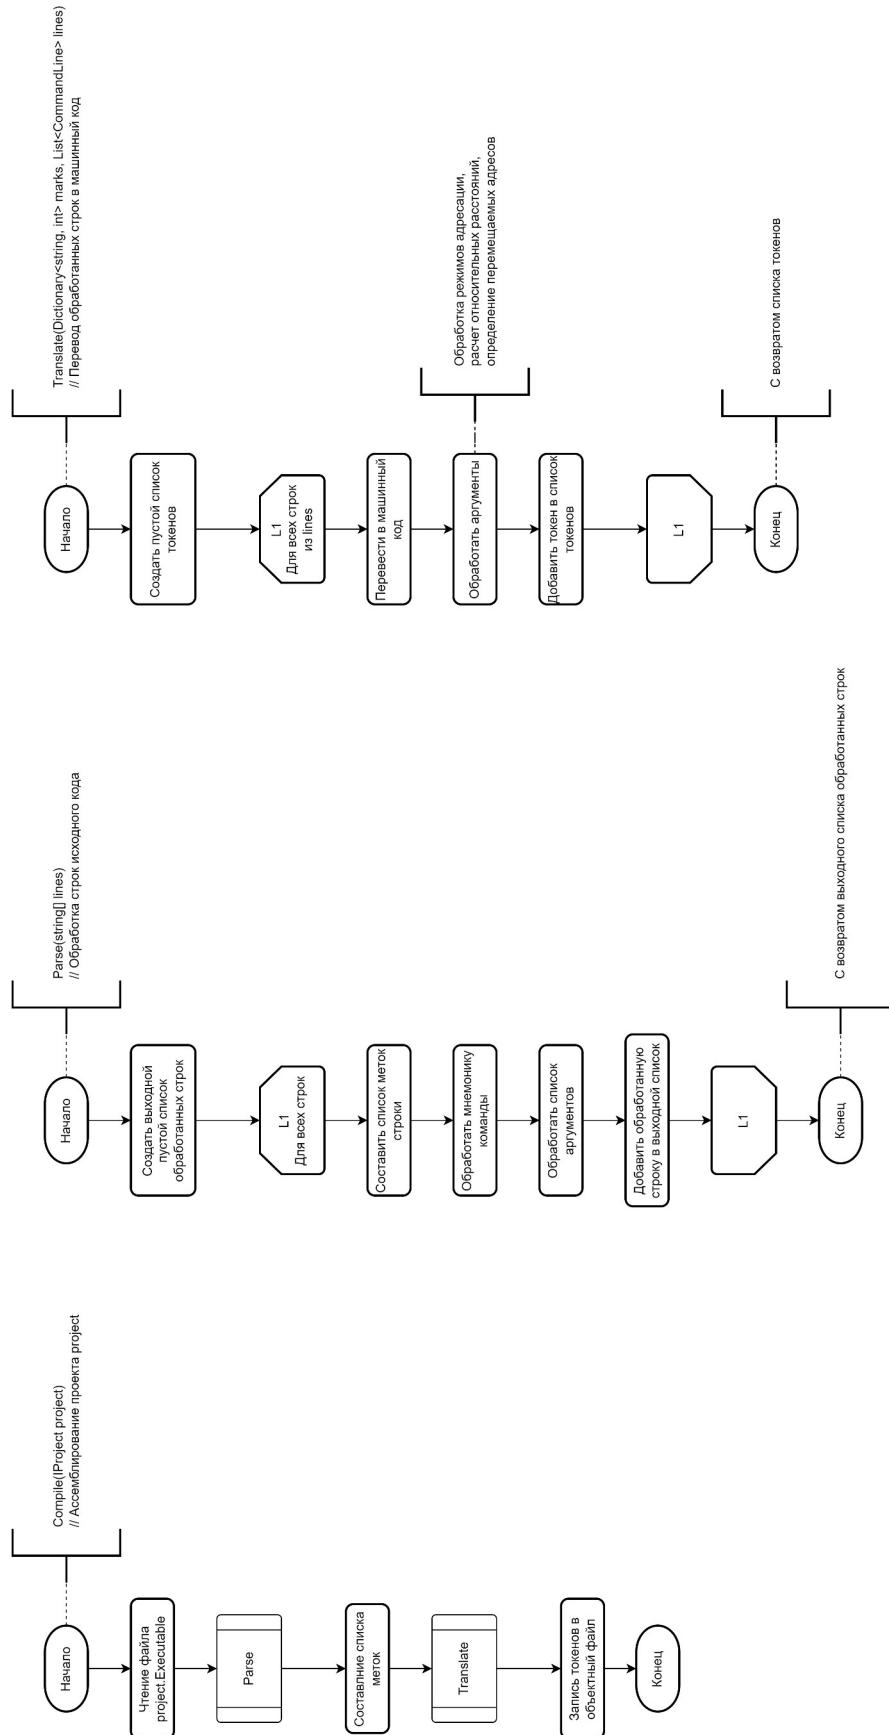 Начало
Compile(IProject project)
// Ассемблирование проекта project
Чтение файла
project.Executable
Parse
Составлние списка
меток
Translate
Запись токенов в
объектный файл
Конец
Начало
Parse(string[] lines)
// Обработка строк исходного кода
Создать выходной
пустой список
обработанных строк
L1
Для всех строк
Составить список меток
строки
Обработать мнемонику
команды
Обработать список
аргументов
Добавить обработанную
строку в выходной список
L1
Конец
С возвратом выходного списка обработанных строк
Начало
Translate(Dictionary<string, int> marks, List<CommandLine> lines)
// Перевод обработанных строк в машинный код
Создать пустой список
токенов
L1
Для всех строк
из lines
Перевести в машинный
код
Обработать аргументы
Обработка режимов адресации,
расчет относительных расстояний,
определение перемещаемых адресов
Добавить токен в список
токенов
L1
Конец
С возвратом списка токенов